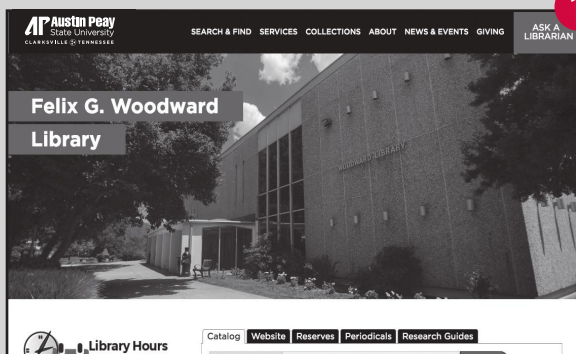 AP Austin Peay
State University
CLARKSVILLE TENNESSEE
SEARCH & FIND SERVICES COLLECTIONS ABOUT NEWS & EVENTS GIVING
ASK A
LIBRARIAN
Felix G. Woodward
Library
WOODWARD LIBRARY
Library Hours
Catalog Website Reserves Periodicals Research Guides